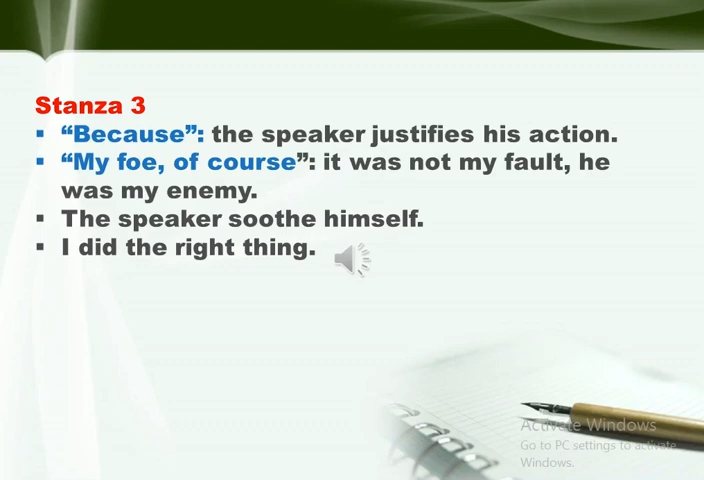 Stanza 3
▪ “Because”: the speaker justifies his action.
▪ “My foe, of course”: it was not my fault, he
was my enemy.
▪ The speaker soothe himself.
▪ I did the right thing.
Activate Windows
Go to PC settings to activate
Windows.